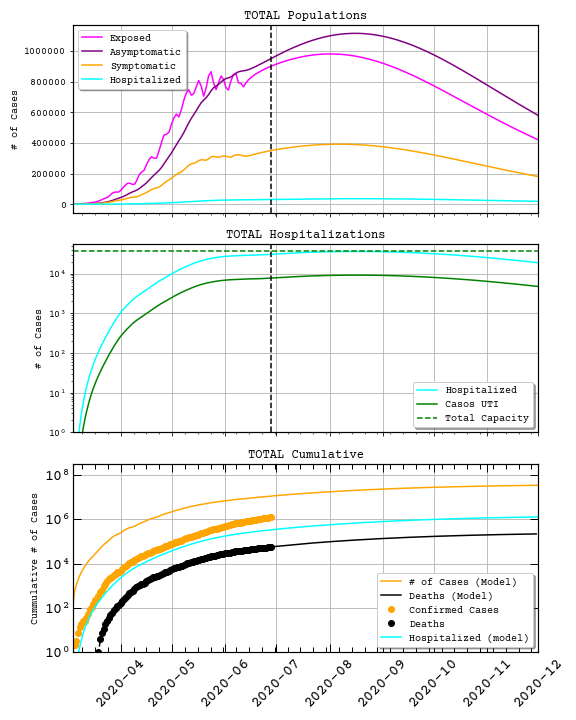 TOTAL Populations
# of Cases
1000000
800000
600000
400000
200000
0
Exposed
Asymptomatic
Symptomatic
Hospitalized
TOTAL Hospitalizations
# of Cases
10^4
10^3
10^2
10^1
10^0
Hospitalized
Casos UTI
Total Capacity
TOTAL Cumulative
Cummulative # of Cases
10^8
10^6
10^4
10^2
10^0
# of Cases (Model)
Deaths (Model)
Confirmed Cases
Deaths
Hospitalized (model)
2020-04
2020-05
2020-06
2020-07
2020-08
2020-09
2020-10
2020-11
2020-12